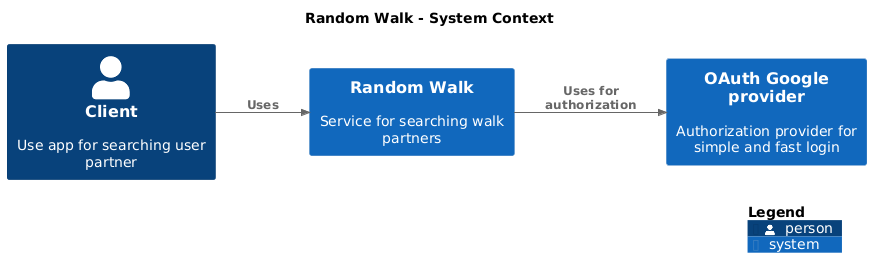 Random Walk - System Context
Client
Use app for searching user
partner
Uses
Random Walk
Service for searching walk
partners
Uses for
authorization
OAuth Google
provider
Authorization provider for
simple and fast login
Legend
person
system